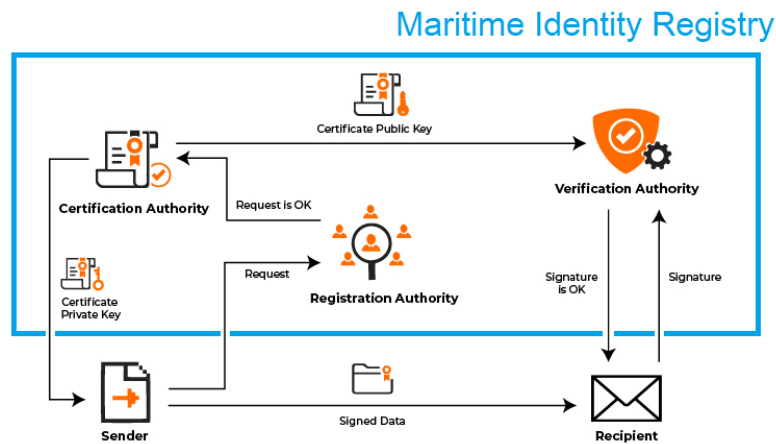 Maritime Identity Registry
Certificate Public Key
Certification Authority
Verification Authority
Request is OK
Request
Registration Authority
Signature
is OK
Signature
Certificate
Private Key
Signed Data
Sender
Recipient